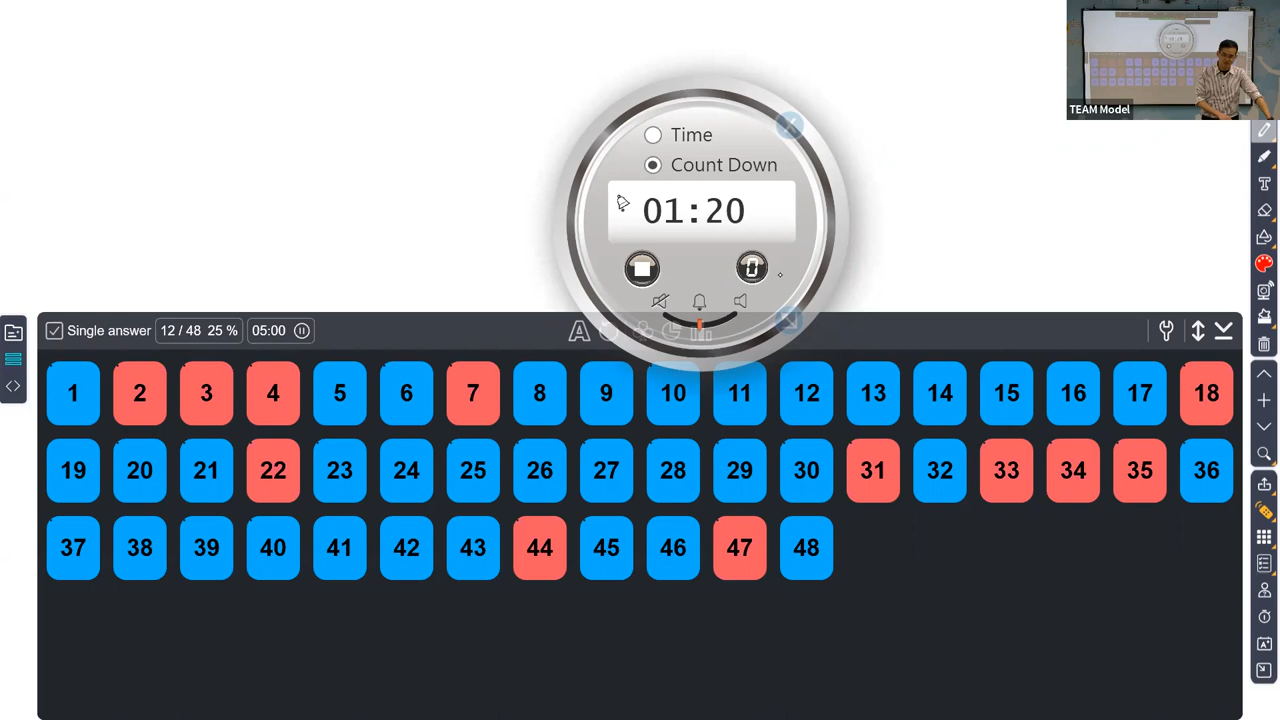 TEAM Model
Time
Count Down
01:20
0
Single answer 12 / 48 25 % 05:00
A
1 2 3 4 5 6 7 8 9 10 11 12 13 14 15 16 17 18
19 20 21 22 23 24 25 26 27 28 29 30 31 32 33 34 35 36
37 38 39 40 41 42 43 44 45 46 47 48